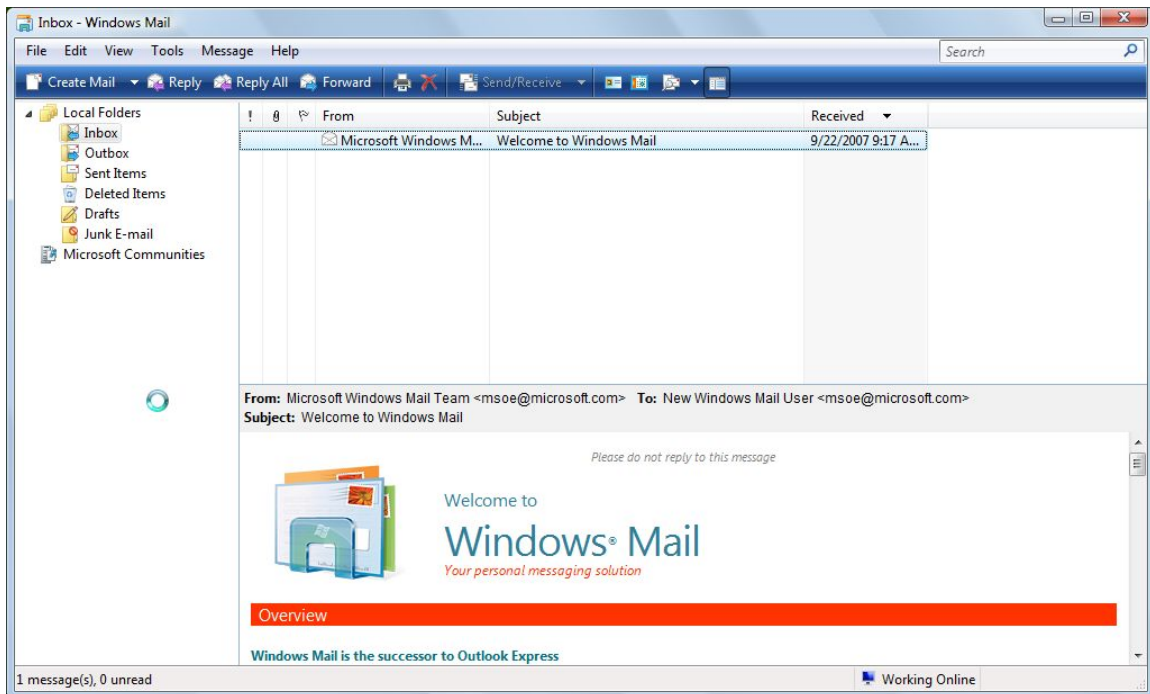 Inbox - Windows Mail
File Edit View Tools Message Help
Search
Create Mail Reply Reply All Forward Send/Receive
Local Folders
Inbox
Outbox
Sent Items
Deleted Items
Drafts
Junk E-mail
Microsoft Communities
! From Subject Received
Microsoft Windows M... Welcome to Windows Mail 9/22/2007 9:17 A...
From: Microsoft Windows Mail Team <msoe@microsoft.com> To: New Windows Mail User <msoe@microsoft.com>
Subject: Welcome to Windows Mail
Please do not reply to this message
Welcome to
Windows® Mail
Your personal messaging solution
Overview
Windows Mail is the successor to Outlook Express
1 message(s), 0 unread
Working Online